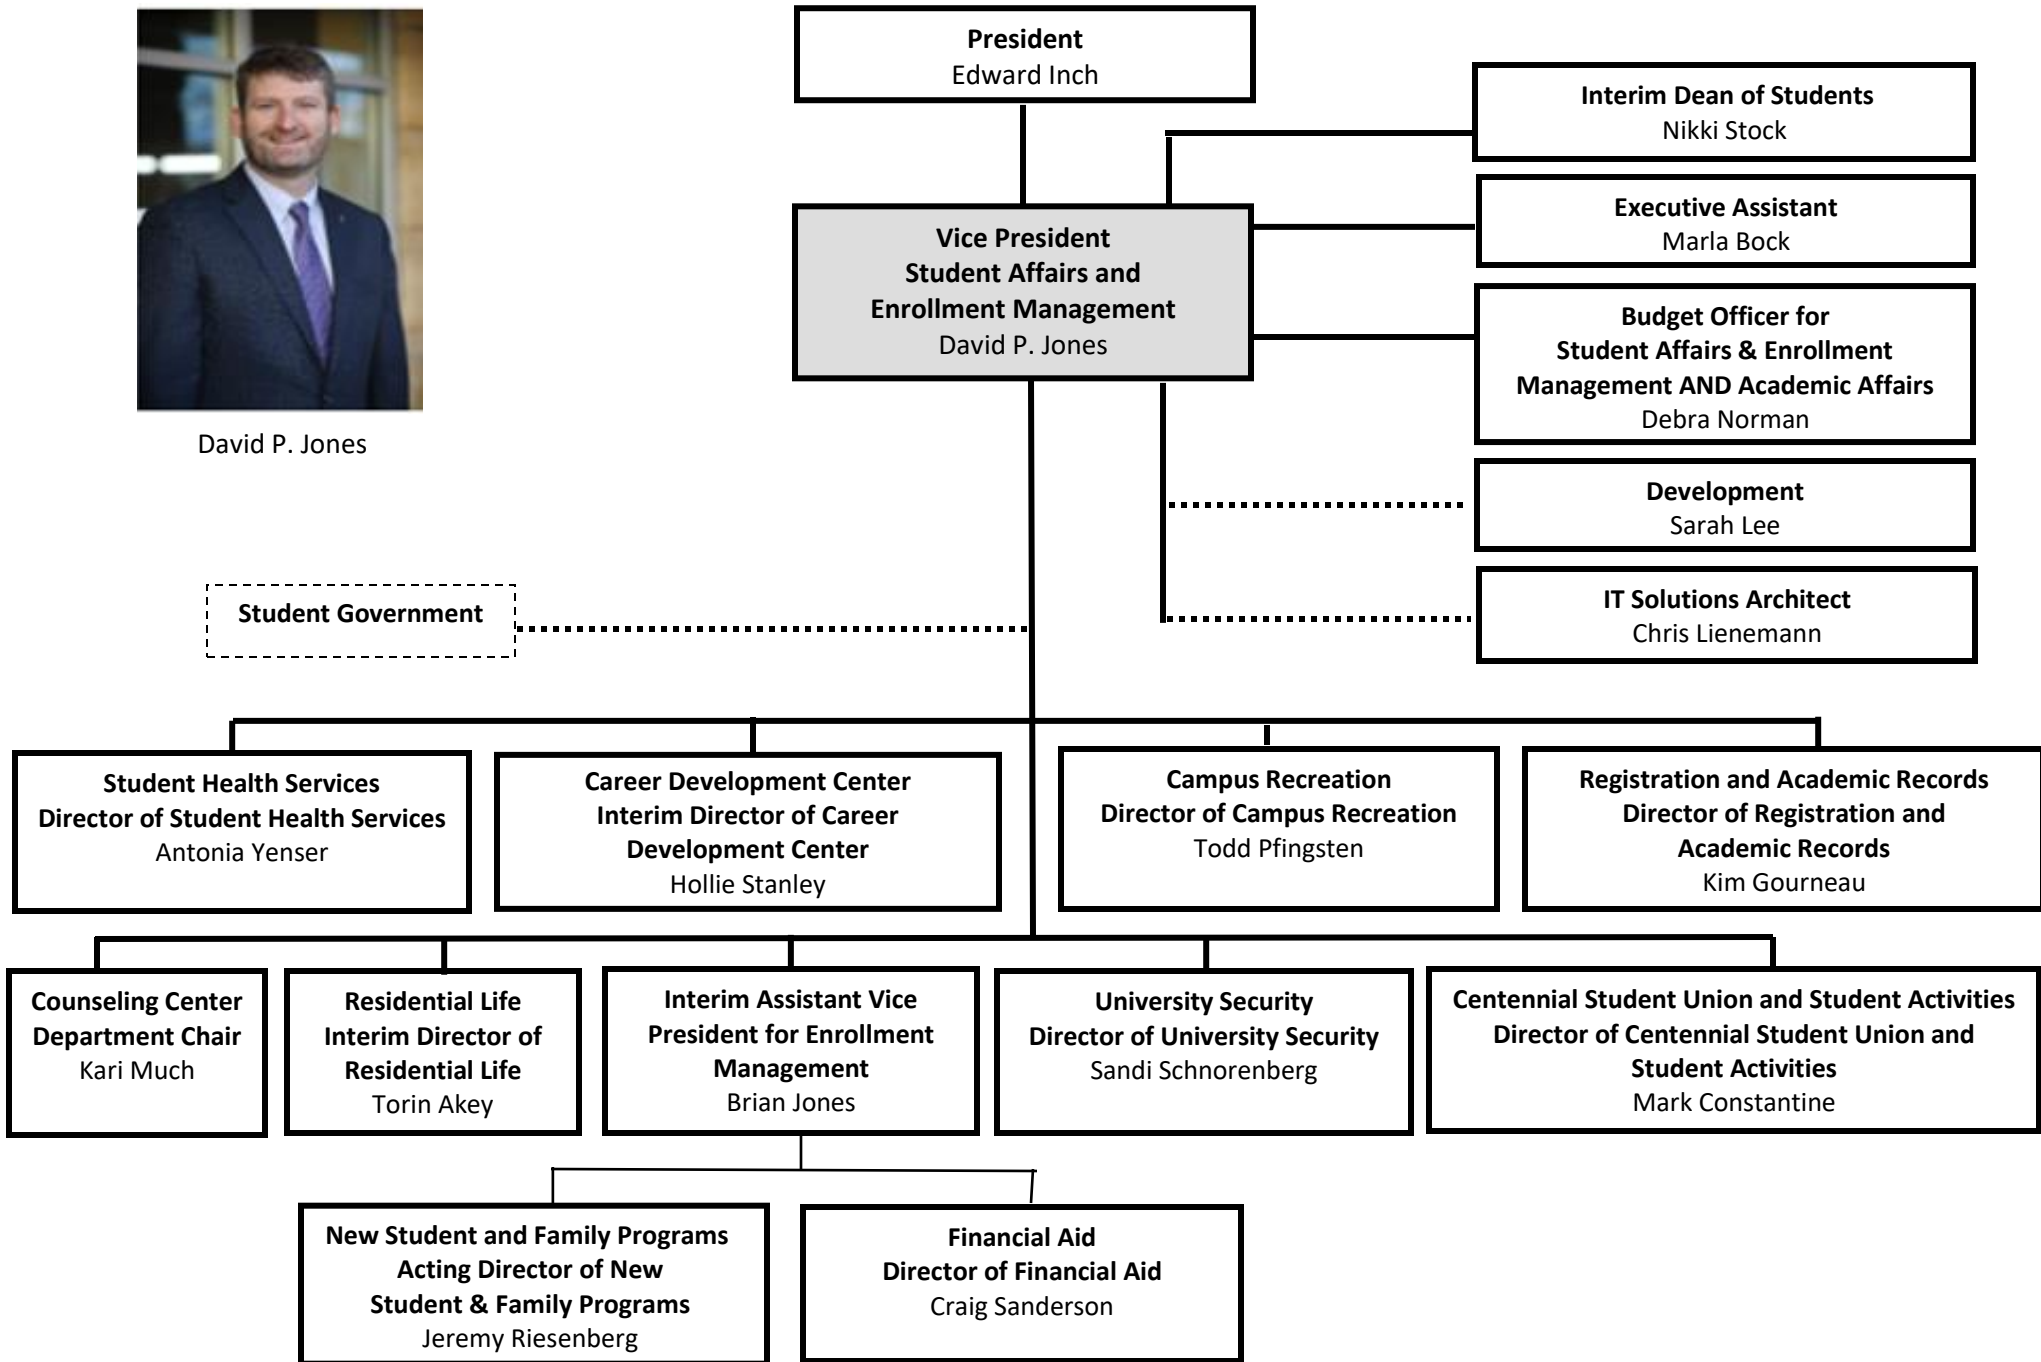 President
Edward Inch
Interim Dean of Students
Nikki Stock
Executive Assistant
Marla Bock
Vice President
Student Affairs and
Enrollment Management
David P. Jones
Budget Officer for
Student Affairs & Enrollment
Management AND Academic Affairs
Debra Norman
David P. Jones
Development
Sarah Lee
IT Solutions Architect
Chris Lienemann
Student Government
Student Health Services
Director of Student Health Services
Antonia Yenser
Career Development Center
Interim Director of Career
Development Center
Hollie Stanley
Campus Recreation
Director of Campus Recreation
Todd Pfingsten
Registration and Academic Records
Director of Registration and
Academic Records
Kim Gourneau
Counseling Center
Department Chair
Kari Much
Residential Life
Interim Director of
Residential Life
Torin Akey
Interim Assistant Vice
President for Enrollment
Management
Brian Jones
University Security
Director of University Security
Sandi Schnorenberg
Centennial Student Union and Student Activities
Director of Centennial Student Union and
Student Activities
Mark Constantine
New Student and Family Programs
Acting Director of New
Student & Family Programs
Jeremy Riesenberg
Financial Aid
Director of Financial Aid
Craig Sanderson